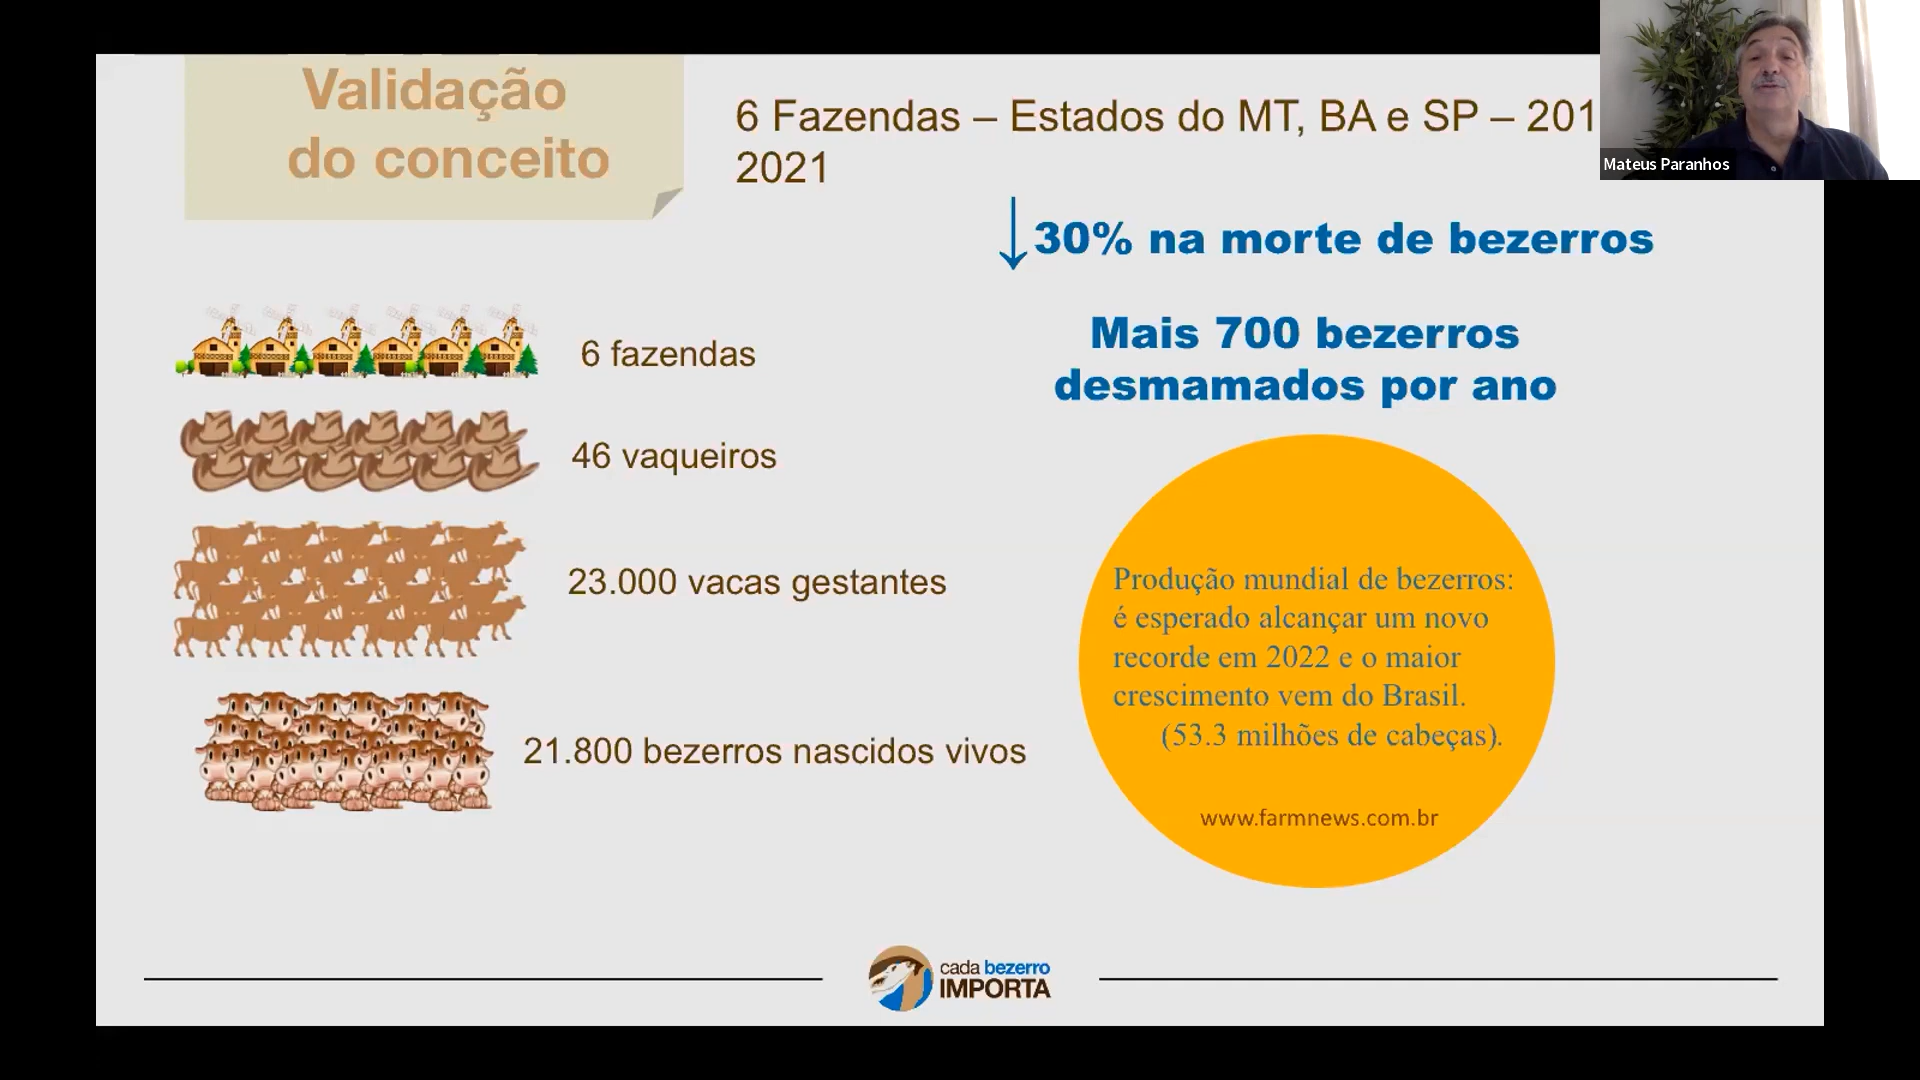 Validação
do conceito
6 Fazendas – Estados do MT, BA e SP – 201
2021
Mateus Paranhos
30% na morte de bezerros
Mais 700 bezerros
desmamados por ano
6 fazendas
46 vaqueiros
23.000 vacas gestantes
21.800 bezerros nascidos vivos
Produção mundial de bezerros:
é esperado alcançar um novo
recorde em 2022 e o maior
crescimento vem do Brasil.
(53.3 milhões de cabeças).
www.farmnews.com.br
cada bezerro
IMPORTA